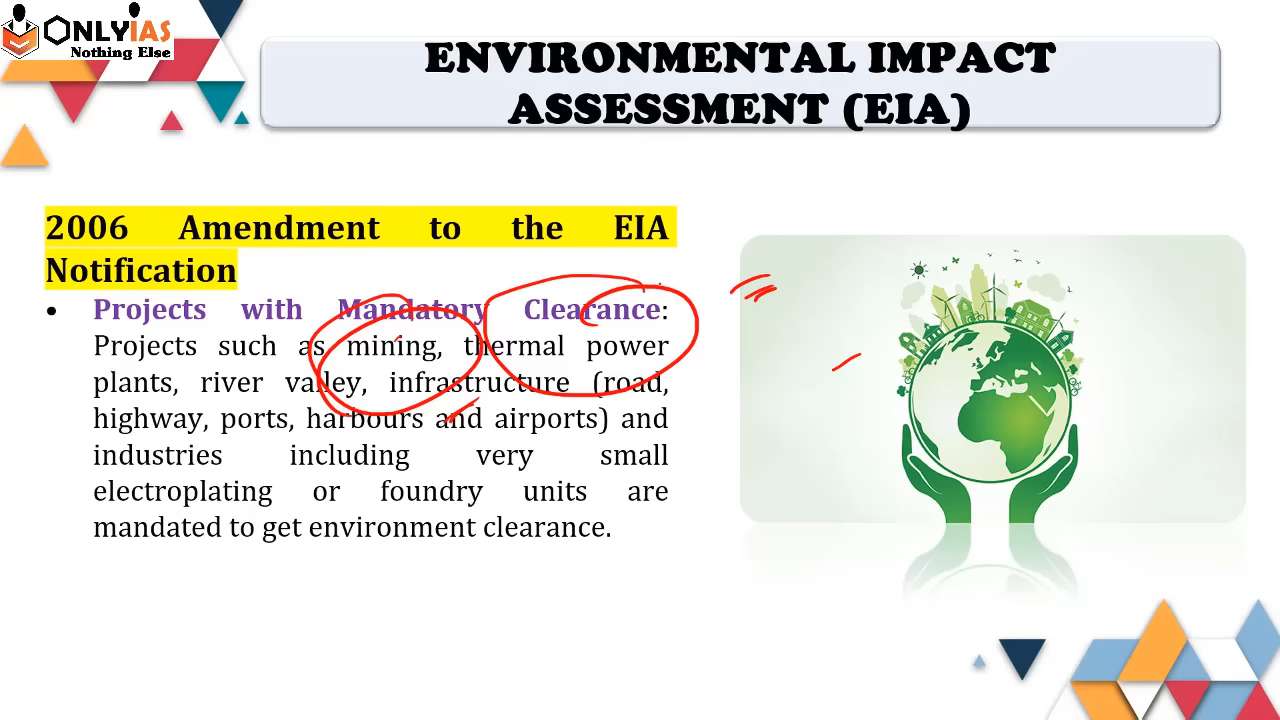 ONLYIAS
Nothing Else
ENVIRONMENTAL IMPACT
ASSESSMENT (EIA)
2006 Amendment to the EIA
Notification
• Projects with Mandatory Clearance:
Projects such as mining, thermal power
plants, river valley, infrastructure (road,
highway, ports, harbours and airports) and
industries including very small
electroplating or foundry units are
mandated to get environment clearance.